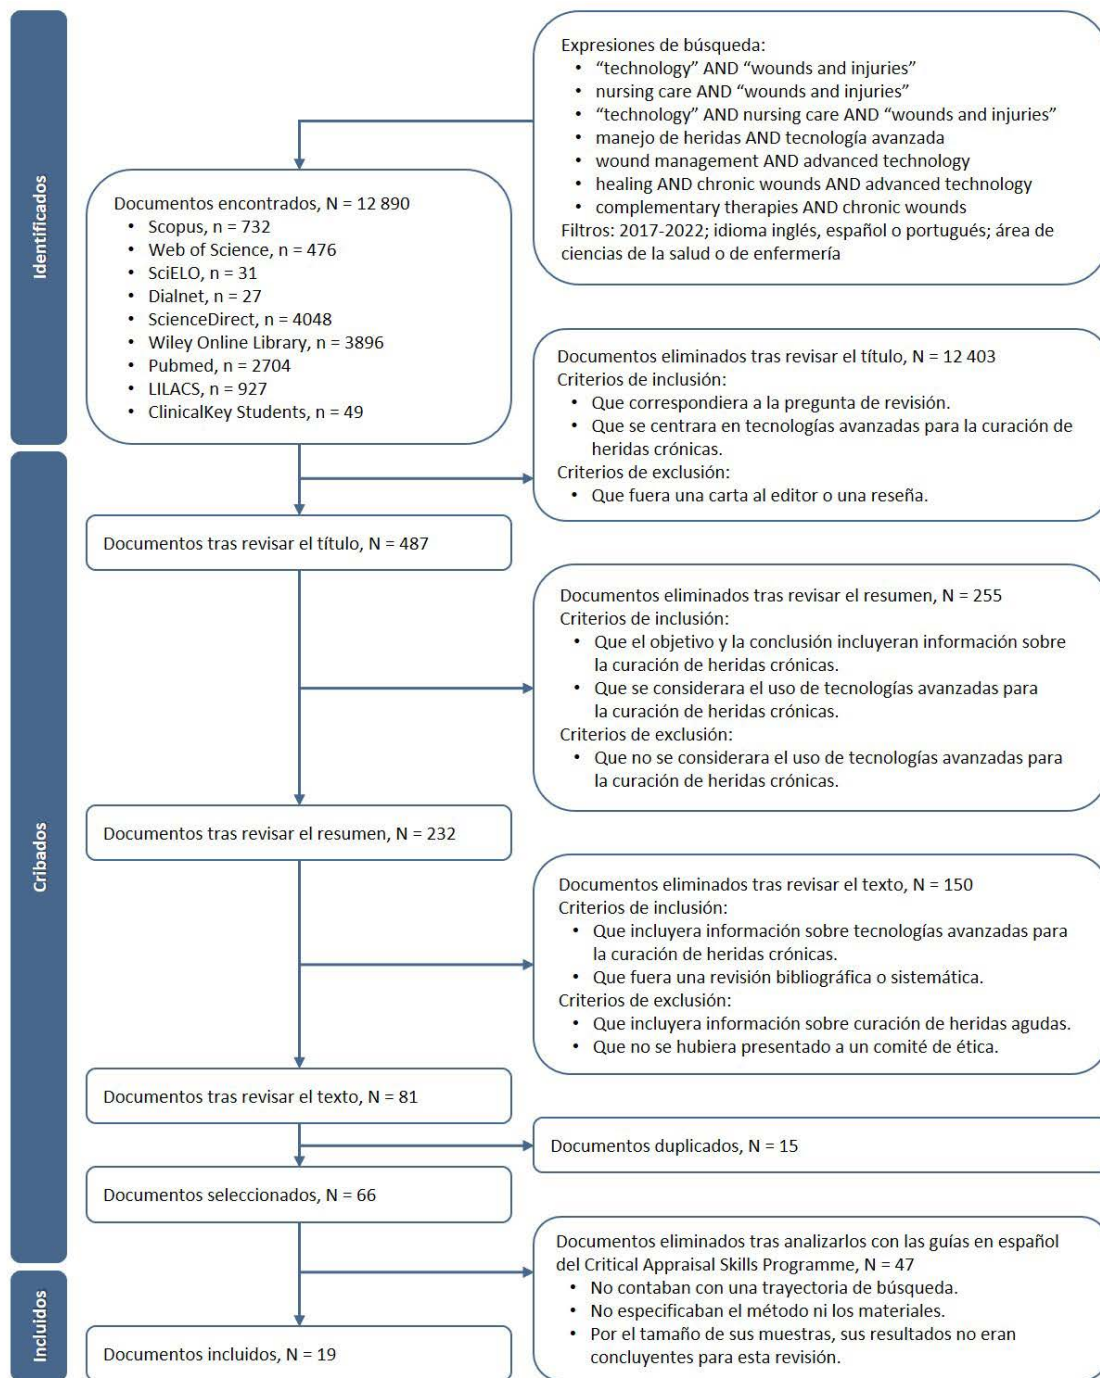 Identificados
Expresiones de búsqueda:
• “technology” AND “wounds and injuries”
• nursing care AND “wounds and injuries”
• “technology” AND nursing care AND “wounds and injuries”
• manejo de heridas AND tecnología avanzada
• wound management AND advanced technology
• healing AND chronic wounds AND advanced technology
• complementary therapies AND chronic wounds
Filtros: 2017-2022; idioma inglés, español o portugués; área de
ciencias de la salud o de enfermería
Documentos encontrados, N = 12 890
• Scopus, n = 732
• Web of Science, n = 476
• SciELO, n = 31
• Dialnet, n = 27
• ScienceDirect, n = 4048
• Wiley Online Library, n = 3896
• Pubmed, n = 2704
• LILACS, n = 927
• ClinicalKey Students, n = 49
Documentos eliminados tras revisar el título, N = 12 403
Criterios de inclusión:
• Que correspondiera a la pregunta de revisión.
• Que se centrara en tecnologías avanzadas para la curación de
heridas crónicas.
Criterios de exclusión:
• Que fuera una carta al editor o una reseña.
Cribados
Documentos tras revisar el título, N = 487
Documentos eliminados tras revisar el resumen, N = 255
Criterios de inclusión:
• Que el objetivo y la conclusión incluyeran información sobre
la curación de heridas crónicas.
• Que se considerara el uso de tecnologías avanzadas para
la curación de heridas crónicas.
Criterios de exclusión:
• Que no se considerara el uso de tecnologías avanzadas para
la curación de heridas crónicas.
Documentos tras revisar el resumen, N = 232
Documentos eliminados tras revisar el texto, N = 150
Criterios de inclusión:
• Que incluyera información sobre tecnologías avanzadas para
la curación de heridas crónicas.
• Que fuera una revisión bibliográfica o sistemática.
Criterios de exclusión:
• Que incluyera información sobre curación de heridas agudas.
• Que no se hubiera presentado a un comité de ética.
Documentos tras revisar el texto, N = 81
Documentos duplicados, N = 15
Documentos seleccionados, N = 66
Documentos eliminados tras analizarlos con las guías en español
del Critical Appraisal Skills Programme, N = 47
• No contaban con una trayectoria de búsqueda.
• No especificaban el método ni los materiales.
• Por el tamaño de sus muestras, sus resultados no eran
concluyentes para esta revisión.
Incluidos
Documentos incluidos, N = 19